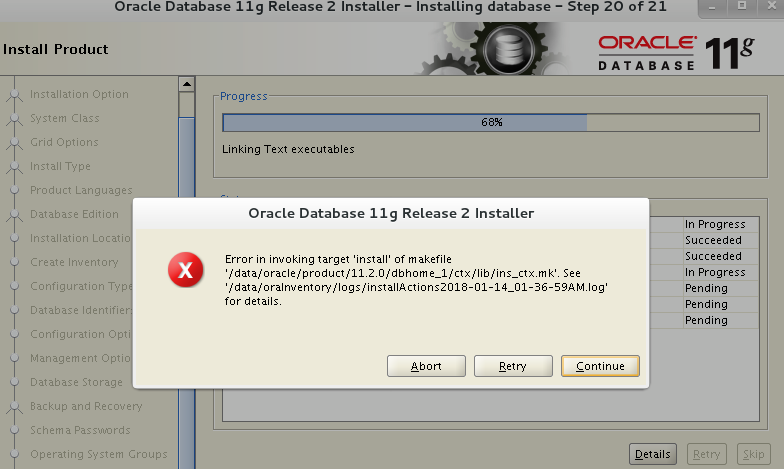 Oracle Database 11g Release 2 Installer - Installing database - Step 20 of 21
Install Product
ORACLE
DATABASE 11g
Installation Option
System Class
Grid Options
Install Type
Product Languages
Database Edition
Installation Locatio
Create Inventory
Configuration Type
Database Identifier
Configuration Opti
Management Optio
Database Storage
Backup and Recovery
Schema Passwords
Operating System Groups
Progress
68%
Linking Text executables
In Progress
Succeeded
Succeeded
In Progress
Pending
Pending
Pending
Oracle Database 11g Release 2 Installer
Error in invoking target 'install' of makefile
'/data/oracle/product/11.2.0/dbhome_1/ctx/lib/ins_ctx.mk'. See
'/data/oraInventory/logs/installActions2018-01-14_01-36-59AM.log'
for details.
Abort Retry Continue
Details Retry Skip